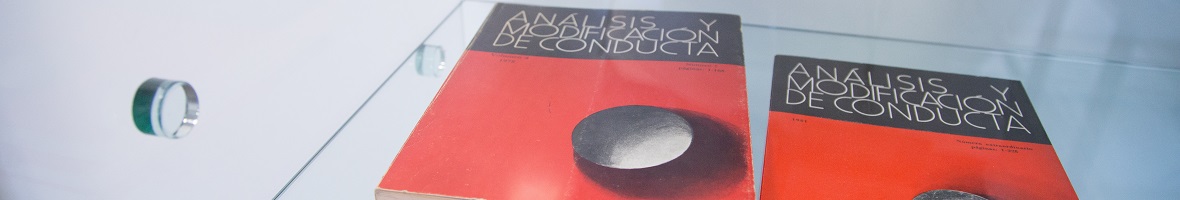 ANÁLISIS Y
MODIFICACIÓN
DE CONDUCTA
ANÁLISIS Y
MODIFICACIÓN
DE CONDUCTA